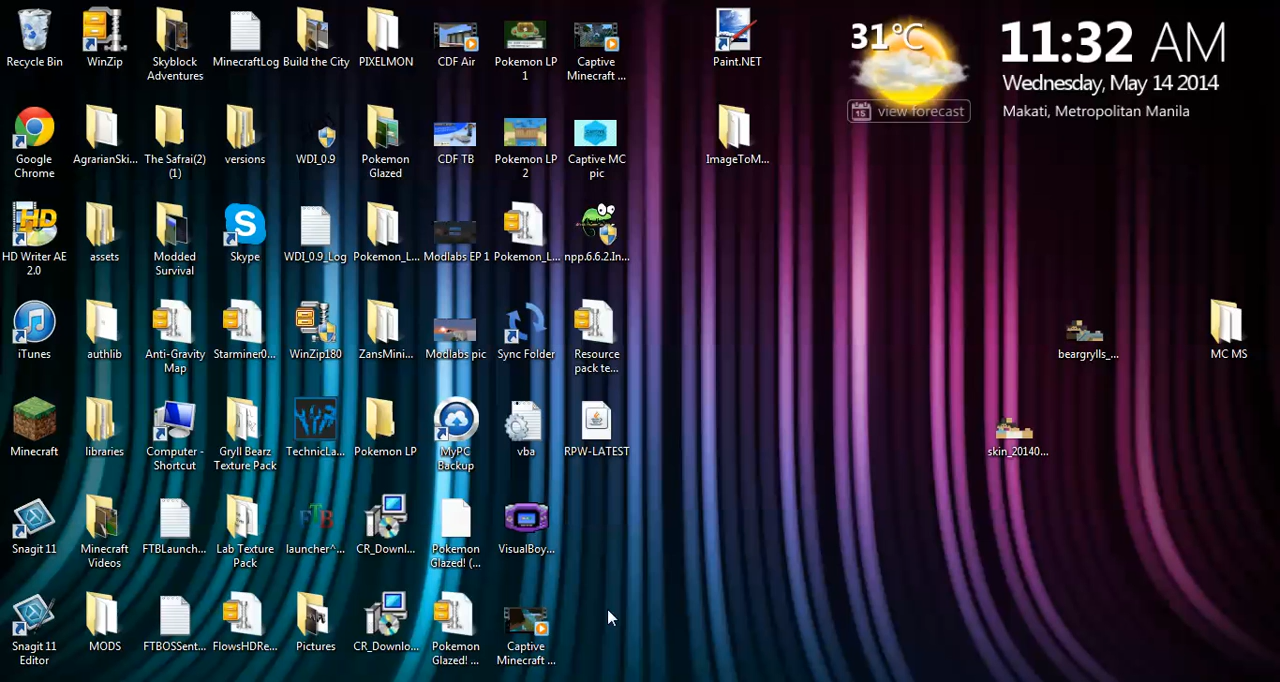 Recycle Bin
WinZip
Skyblock
Adventures
MinecraftLog
Build the City
PIXELMON
CDF Air
Pokemon LP
1
Captive
Minecraft ...
Paint.NET
31°C
view forecast
15
11:32 AM
Wednesday, May 14 2014
Makati, Metropolitan Manila
Google
Chrome
AgrarianSki...
The Safrai(2)
(1)
versions
WDI_0.9
Pokemon
Glazed
CDF TB
Pokemon LP
2
Captive MC
pic
ImageToM...
HD
HD Writer AE
2.0
assets
Modded
Survival
Skype
WDI_0.9_Log
Pokemon_L...
Modlabs EP 1
Pokemon_L...
npp.6.6.2.In...
iTunes
authlib
Anti-Gravity
Map
Starminer0...
WinZip180
ZansMini...
Modlabs pic
Sync Folder
Resource
pack te...
beargrylls_...
MC MS
Minecraft
libraries
Computer -
Shortcut
Gryll Bearz
Texture Pack
TechnicLa...
Pokemon LP
MyPC
Backup
vba
RPW-LATEST
skin_20140...
Snagit 11
Minecraft
Videos
FTBLaunch...
Lab Texture
Pack
FTB
launcher^...
CR_Downl...
Pokemon
Glazed! (...
VisualBoy...
Snagit 11
Editor
MODS
FTBOSSent...
FlowsHDRe...
Pictures
CR_Downlo...
Pokemon
Glazed! ...
Captive
Minecraft ...